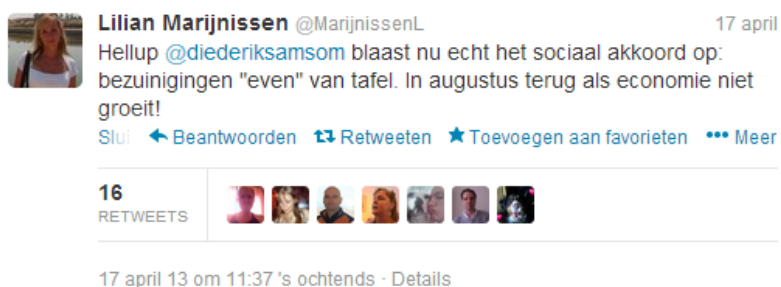 Lilian Marijnissen @MarijnissenL 17 april
Hellup @diederiksamsom blaast nu echt het sociaal akkoord op:
bezuinigingen "even" van tafel. In augustus terug als economie niet
groeit!
Slui Beantwoorden Retweeten Toevoegen aan favorieten Meer
16
RETWEETS
17 april 13 om 11:37 's ochtends · Details